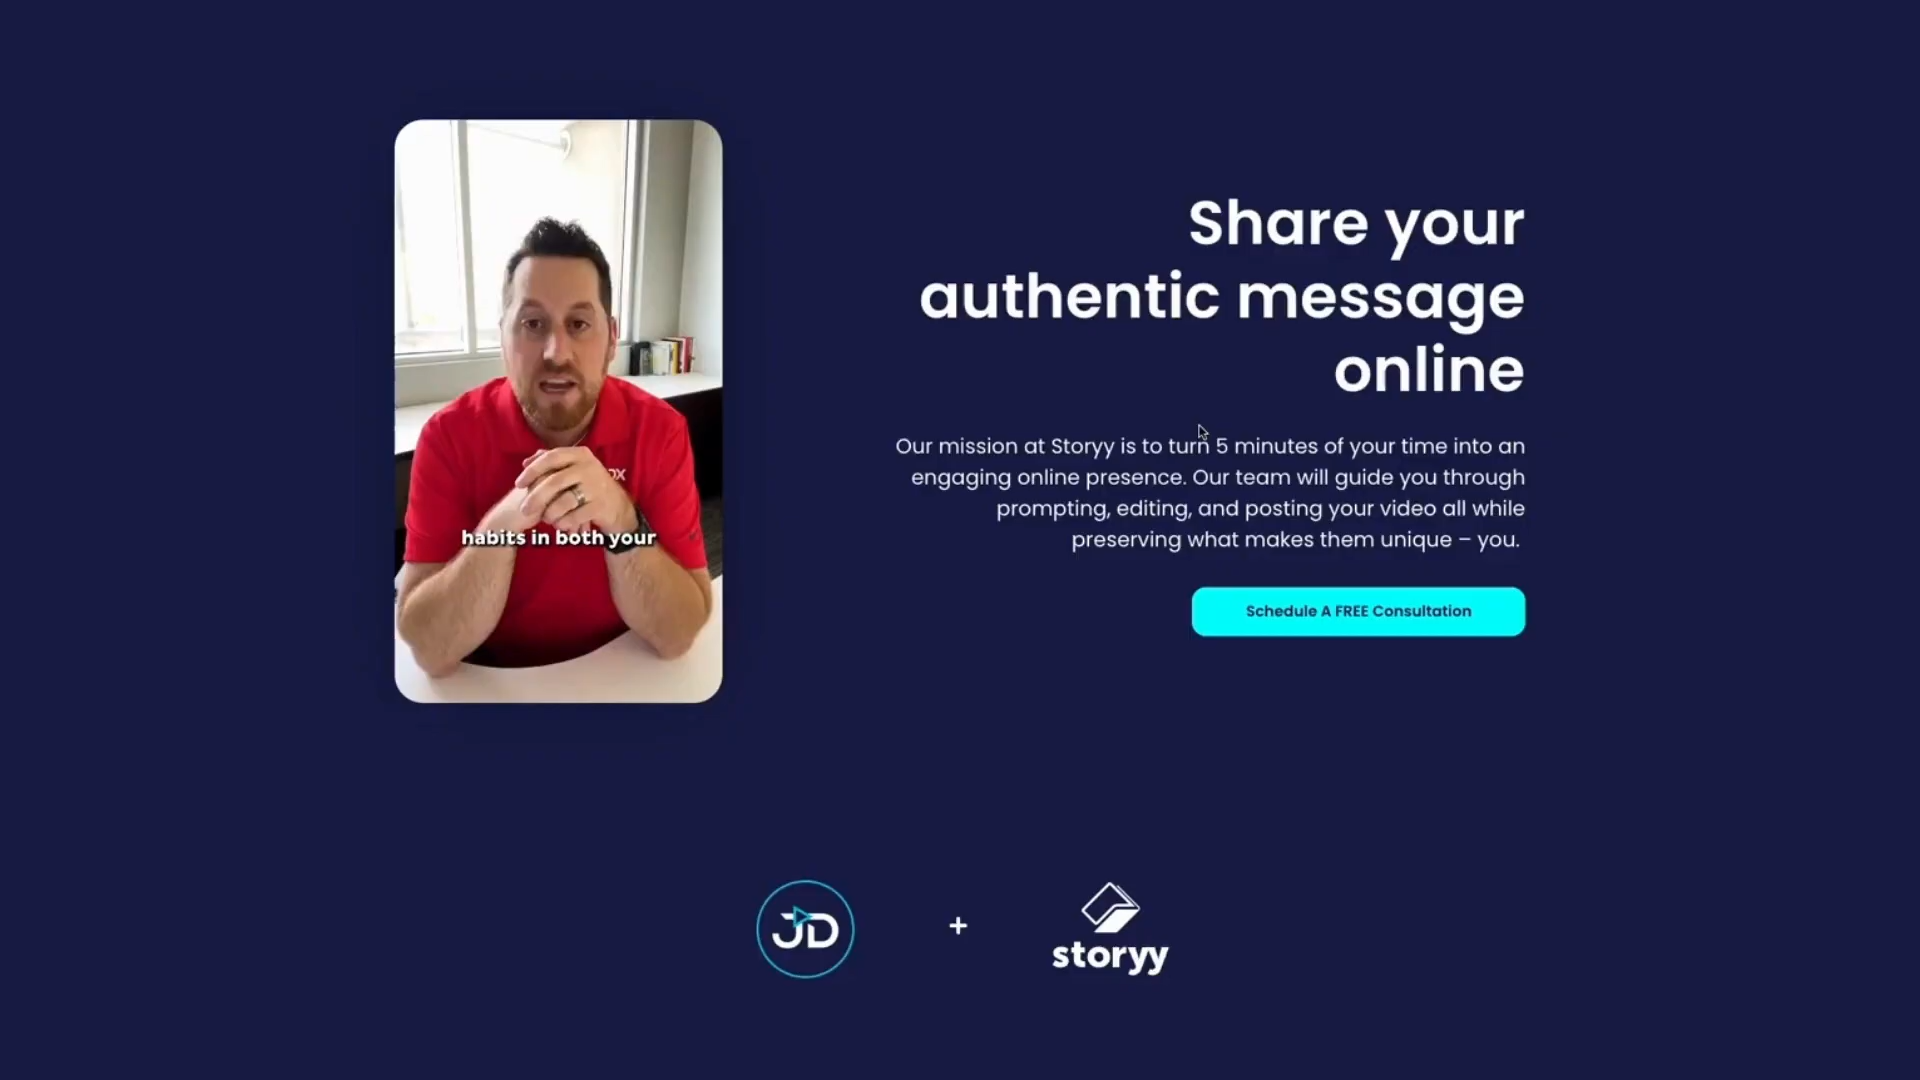 Share your
authentic message
online
Our mission at Storyy is to turn 5 minutes of your time into an
engaging online presence. Our team will guide you through
prompting, editing, and posting your video all while
preserving what makes them unique – you.
Schedule A FREE Consultation
habits in both your
JD
+
storyy